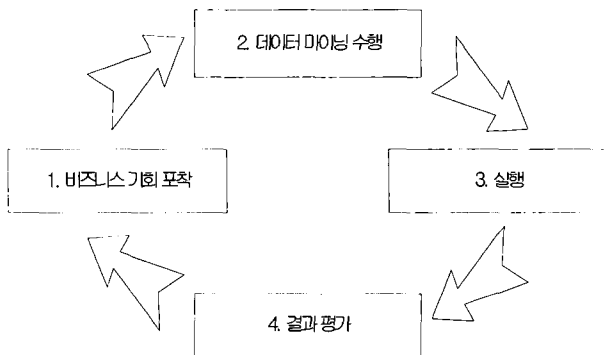 2. 데이터 마이닝 수행
1. 비즈니스 기회 포착
3. 실행
4. 결과 평가